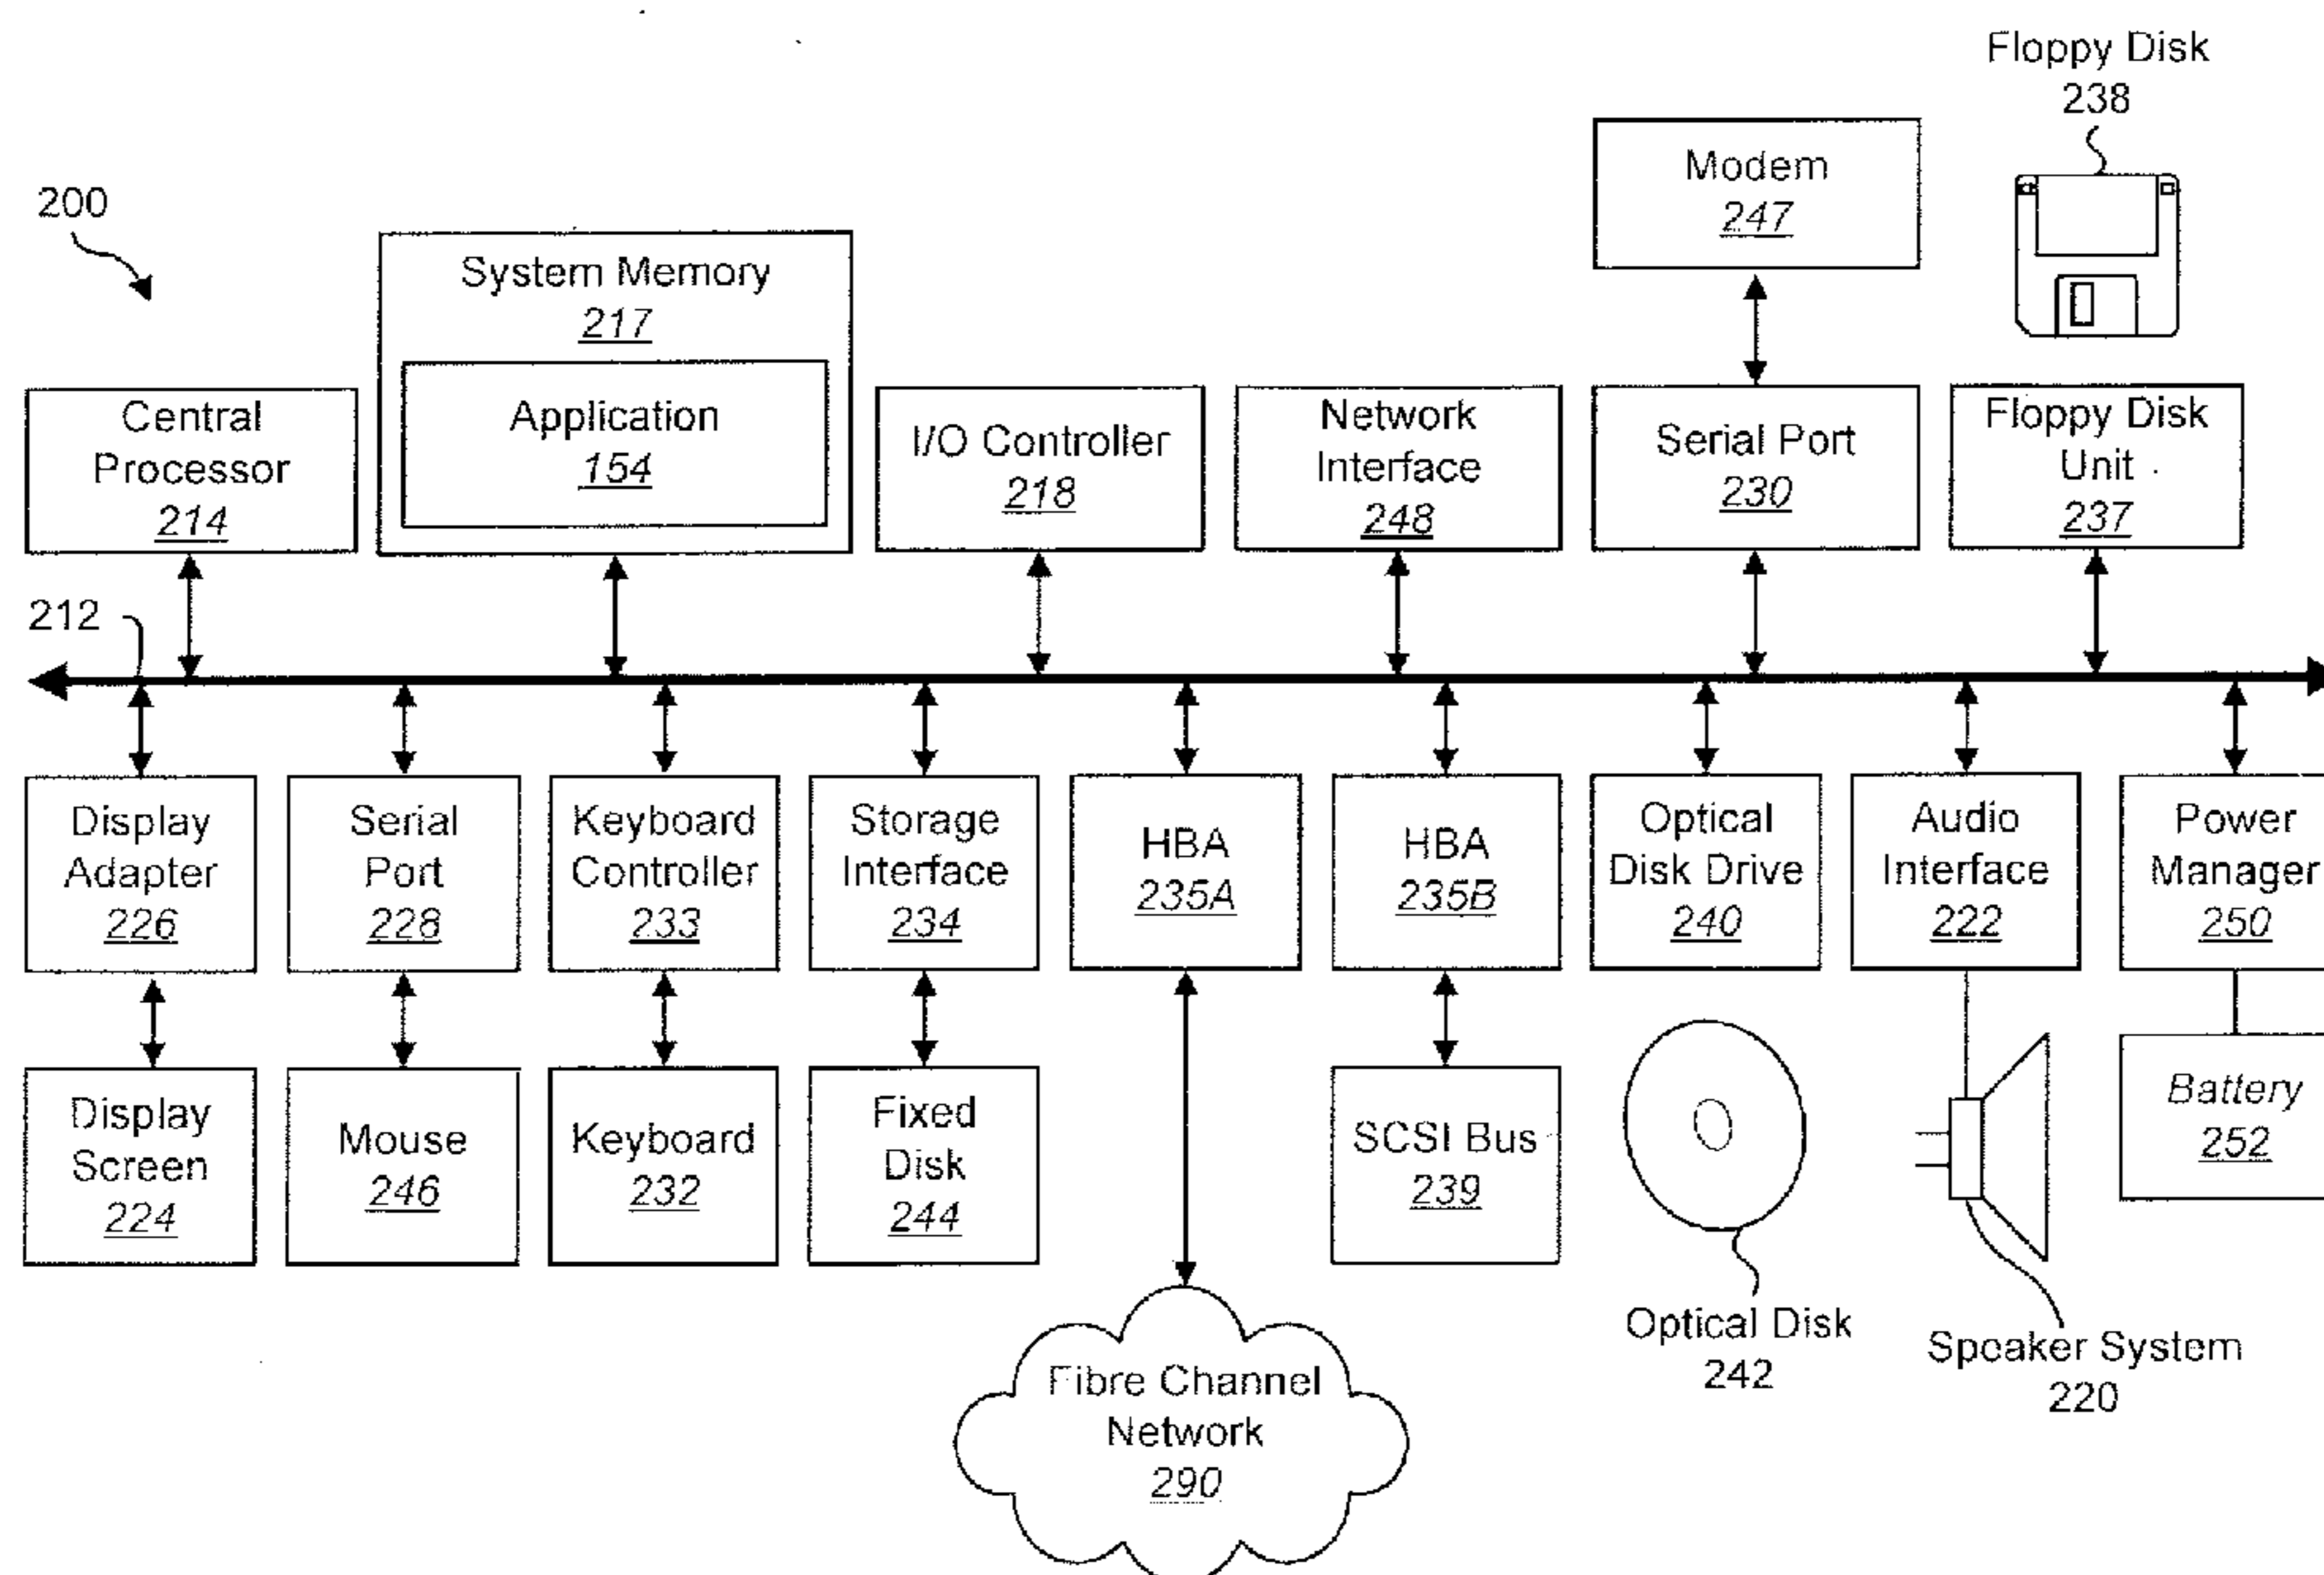 Floppy Disk
238
Modem
247
200
System Memory
217
Application
154
Central
Processor
214
I/O Controller
218
Network
Interface
248
Serial Port
230
Floppy Disk
Unit
237
212
Display
Adapter
226
Serial
Port
228
Keyboard
Controller
233
Storage
Interface
234
HBA
235A
HBA
235B
Optical
Disk Drive
240
Audio
Interface
222
Power
Manager
250
Display
Screen
224
Mouse
246
Keyboard
232
Fixed
Disk
244
SCSI Bus
239
Battery
252
Optical Disk
242
Speaker System
220
Fibre Channel
Network
290